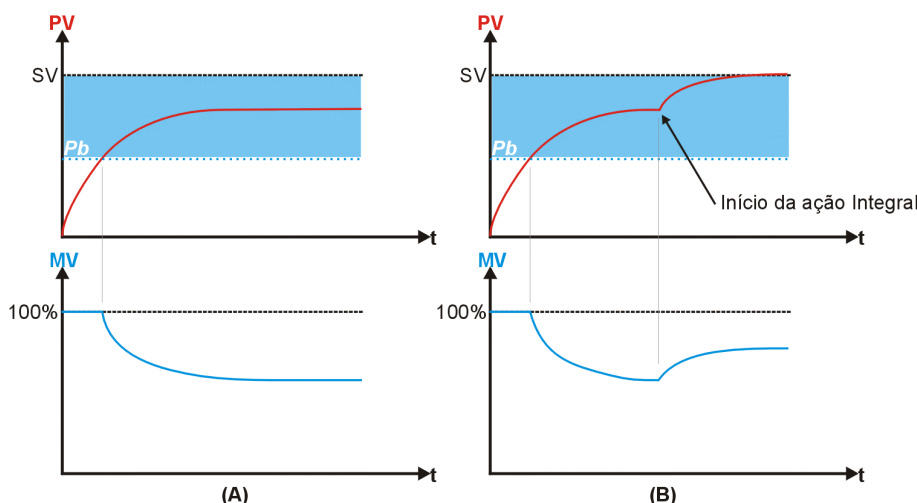 PV
SV
Pb
t
MV
100%
t
(A)
PV
SV
Pb
Início da ação Integral
t
MV
100%
t
(B)